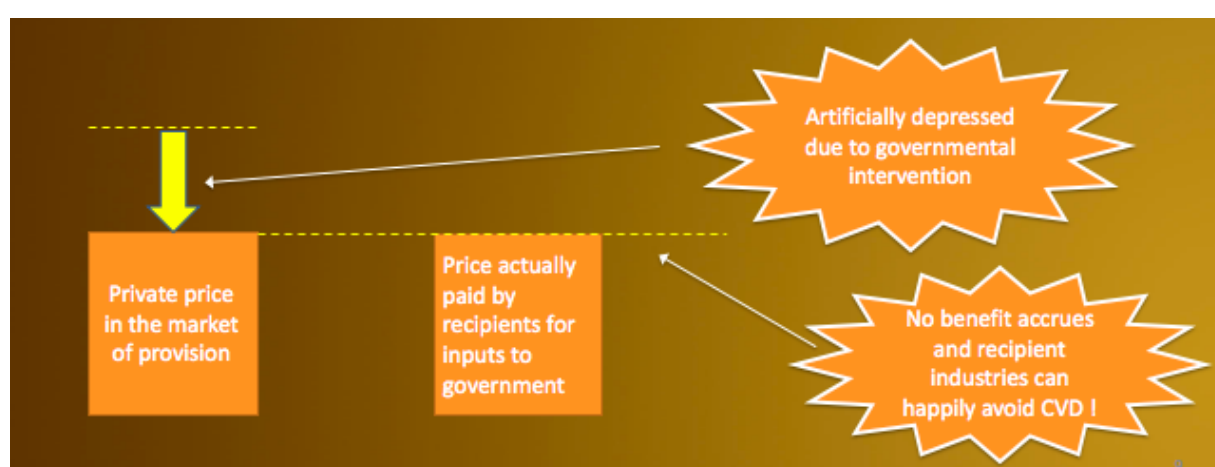 Artificially depressed
due to governmental
intervention
Private price
in the market
of provision
Price actually
paid by
recipients for
inputs to
government
No benefit accrues
and recipient
industries can
happily avoid CVD !